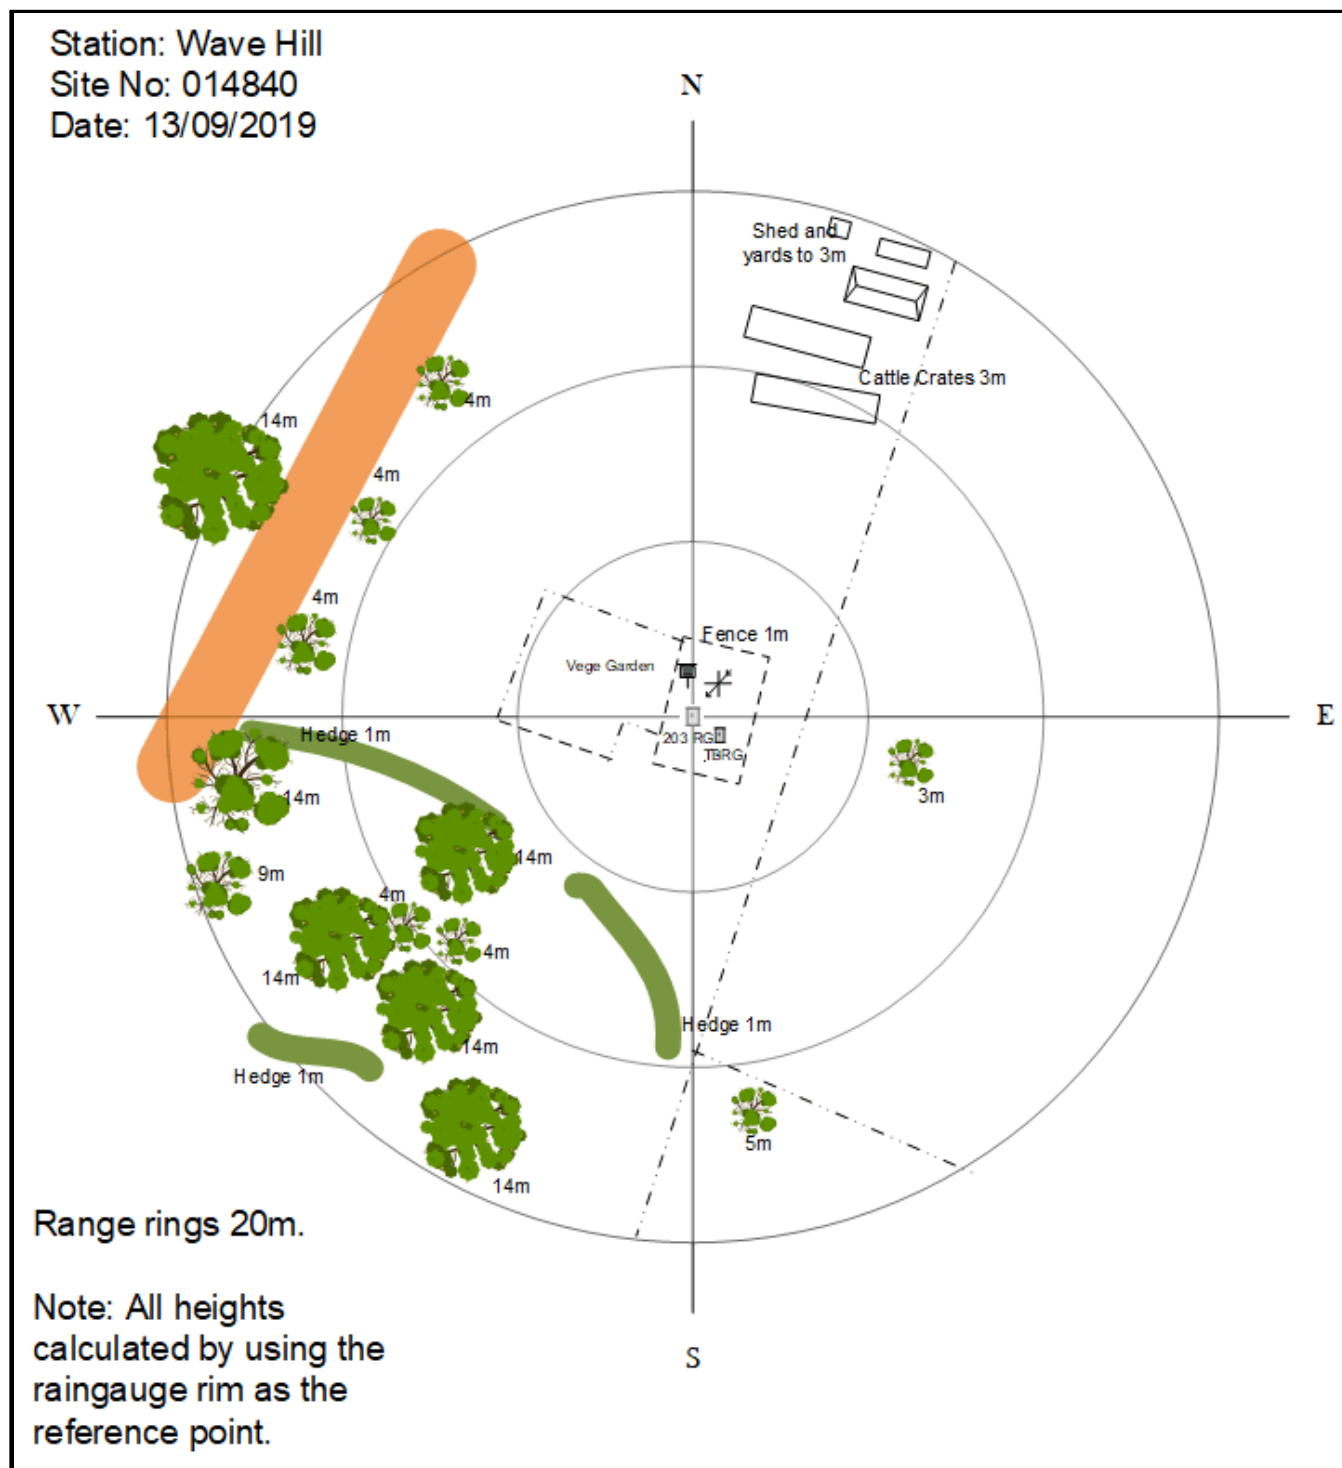 Station: Wave Hill
Site No: 014840
Date: 13/09/2019
N
Shed and
yards to 3m
Cattle Crates 3m
4m
14m
4m
4m
Fence 1m
Vege Garden
W
E
Hedge 1m
203 RG
TBRG
14m
3m
14m
9m
4m
4m
14m
Hedge 1m
14m
Hedge 1m
5m
14m
Range rings 20m.
Note: All heights
calculated by using the
raingauge rim as the
reference point.
S